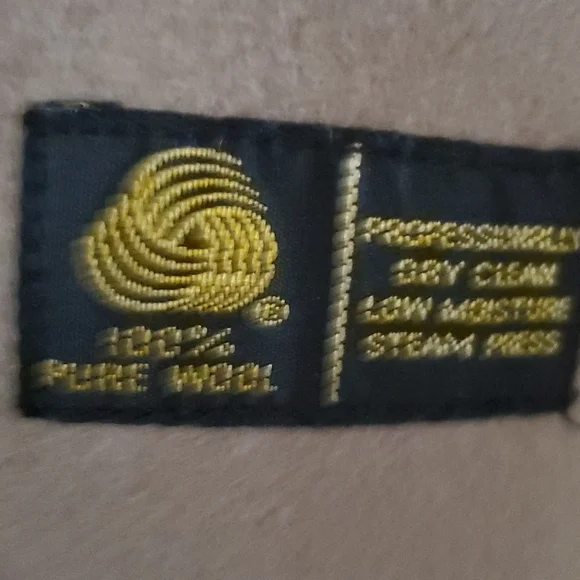 ®
100%
PURE WOOL
PROFESSIONALLY
DRY CLEAN
LOW MOISTURE
STEAM PRESS